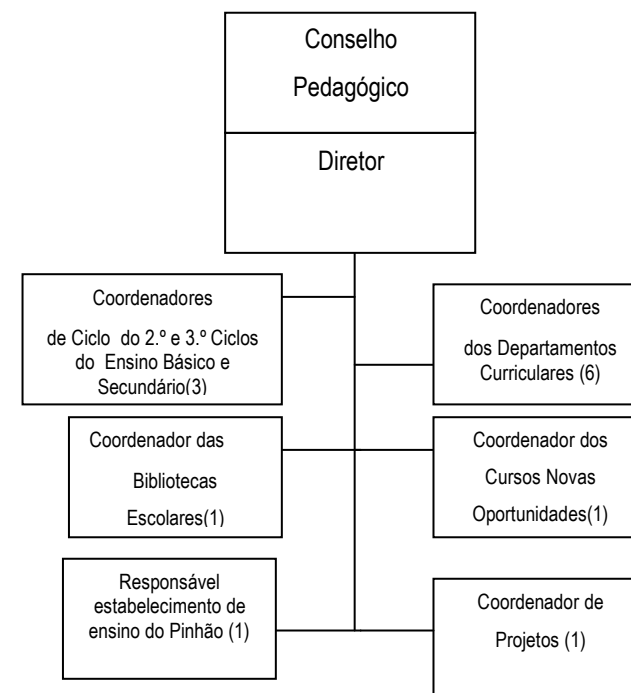 Conselho
Pedagógico
Diretor
Coordenadores
de Ciclo do 2.º e 3.º Ciclos
do Ensino Básico e
Secundário(3)
Coordenadores
dos Departamentos
Curriculares (6)
Coordenador das
Bibliotecas
Escolares(1)
Coordenador dos
Cursos Novas
Oportunidades(1)
Responsável
estabelecimento de
ensino do Pinhão (1)
Coordenador de
Projetos (1)